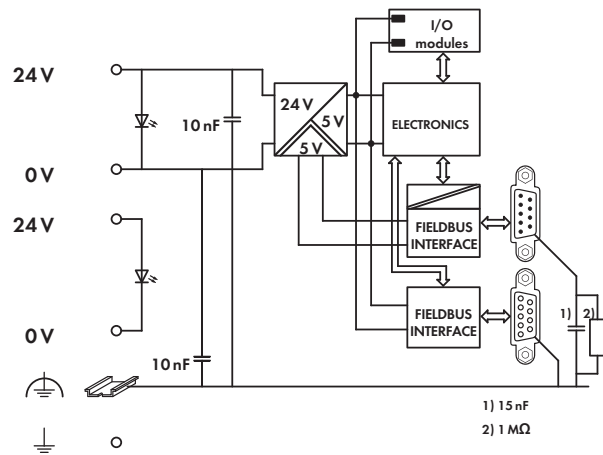 I/O
modules
24 V
24 V
5 V
5 V
10 nF
ELECTRONICS
0 V
24 V
FIELDBUS
INTERFACE
FIELDBUS
INTERFACE
1)
2)
0 V
10 nF
1) 15 nF
2) 1 MΩ